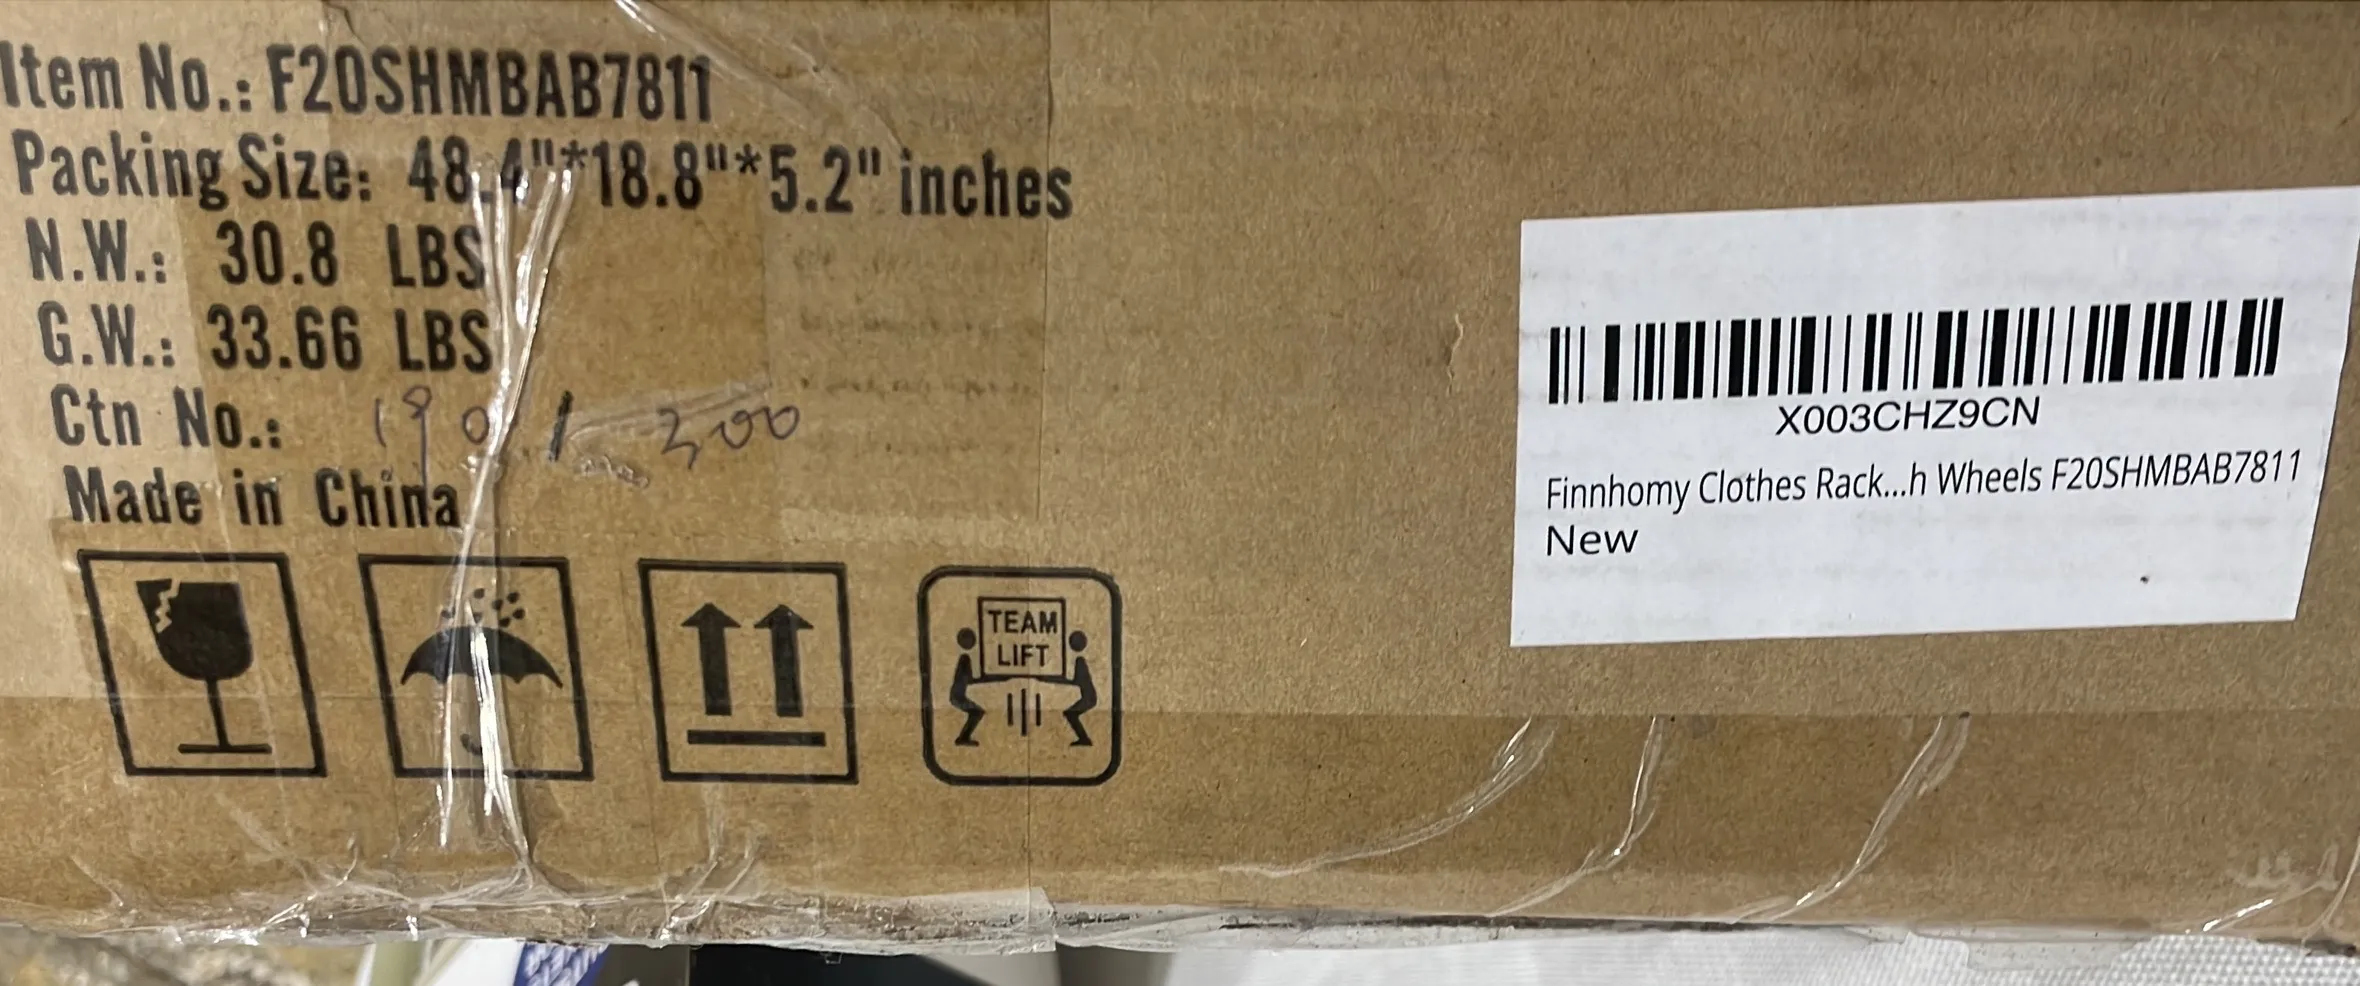 Item No.: F20SHMBAB7811
Packing Size: 48.4"*18.8"*5.2" inches
N.W.: 30.8 LBS
G.W.: 33.66 LBS
Ctn No.: 190 1 300
Made in China
TEAM
LIFT
X003CHZ9CN
Finnhomy Clothes Rack...h Wheels F20SHMBAB7811
New